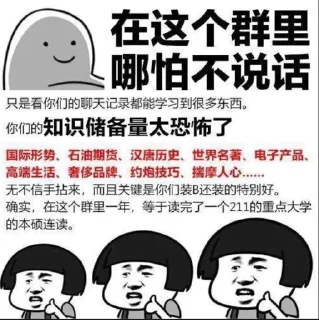 在这个群里
哪怕不说话
只是看你们的聊天记录都能学习到很多东西。
你们的知识储备量太恐怖了
国际形势、石油期货、汉唐历史、世界名著、电子产品、
高端生活、奢侈品牌、约炮技巧、揣摩人心......
无不信手拈来，而且关键是你们装B还装的特别好。
确实，在这个群里一年，等于读完了一个211的重点大学
的本硕连读。